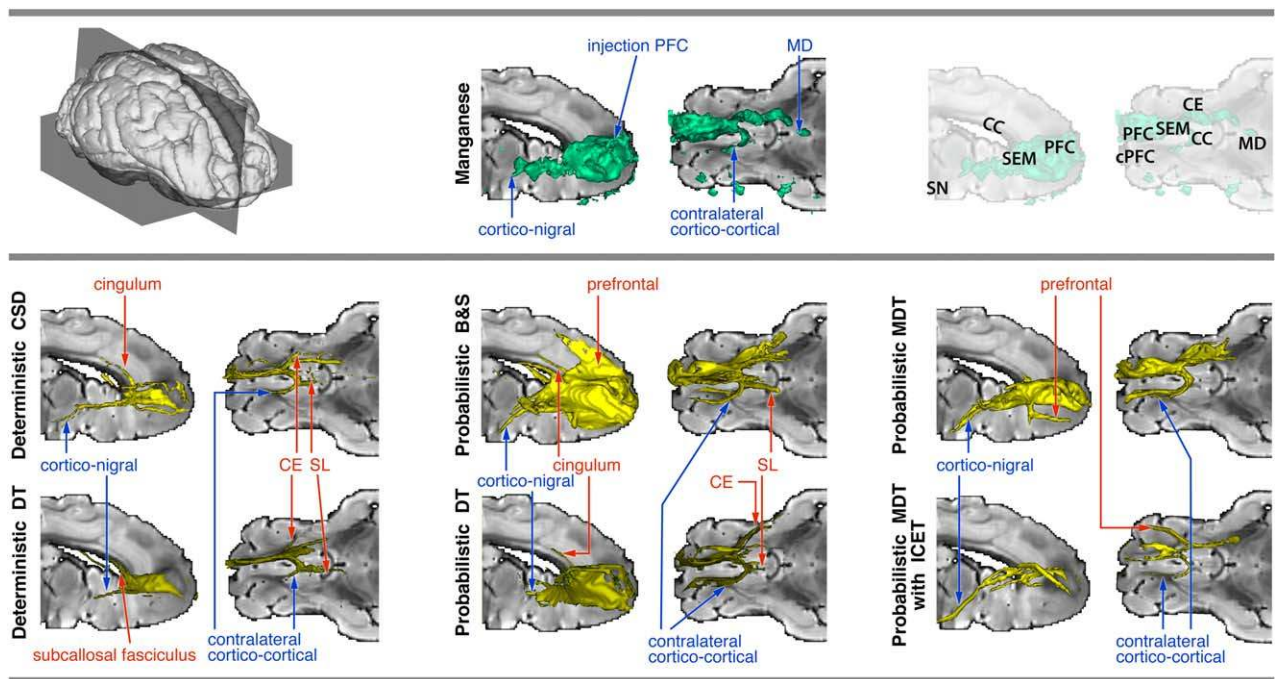 Manganese
injection PFC
MD
cortico-nigral
contralateral
cortico-cortical
CC
SEM
PFC
SN
CE
PFC
SEM
CC
cPFC
MD
Deterministic CSD
cingulum
cortico-nigral
CE
SL
Deterministic DT
subcallosal fasciculus
contralateral
cortico-cortical
Probabilistic B&S
prefrontal
cortico-nigral
cingulum
SL
CE
Probabilistic DT
contralateral
cortico-cortical
Probabilistic MDT
prefrontal
cortico-nigral
Probabilistic MDT
with ICET
contralateral
cortico-cortical